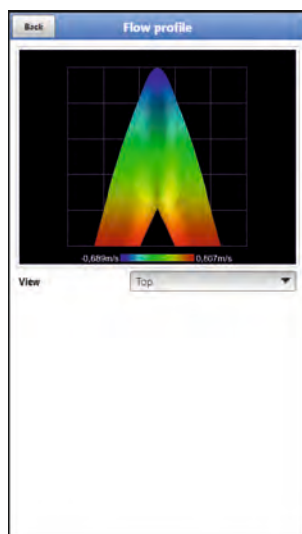 Back
Flow profile
-0,689m/s
0,807m/s
View
Top